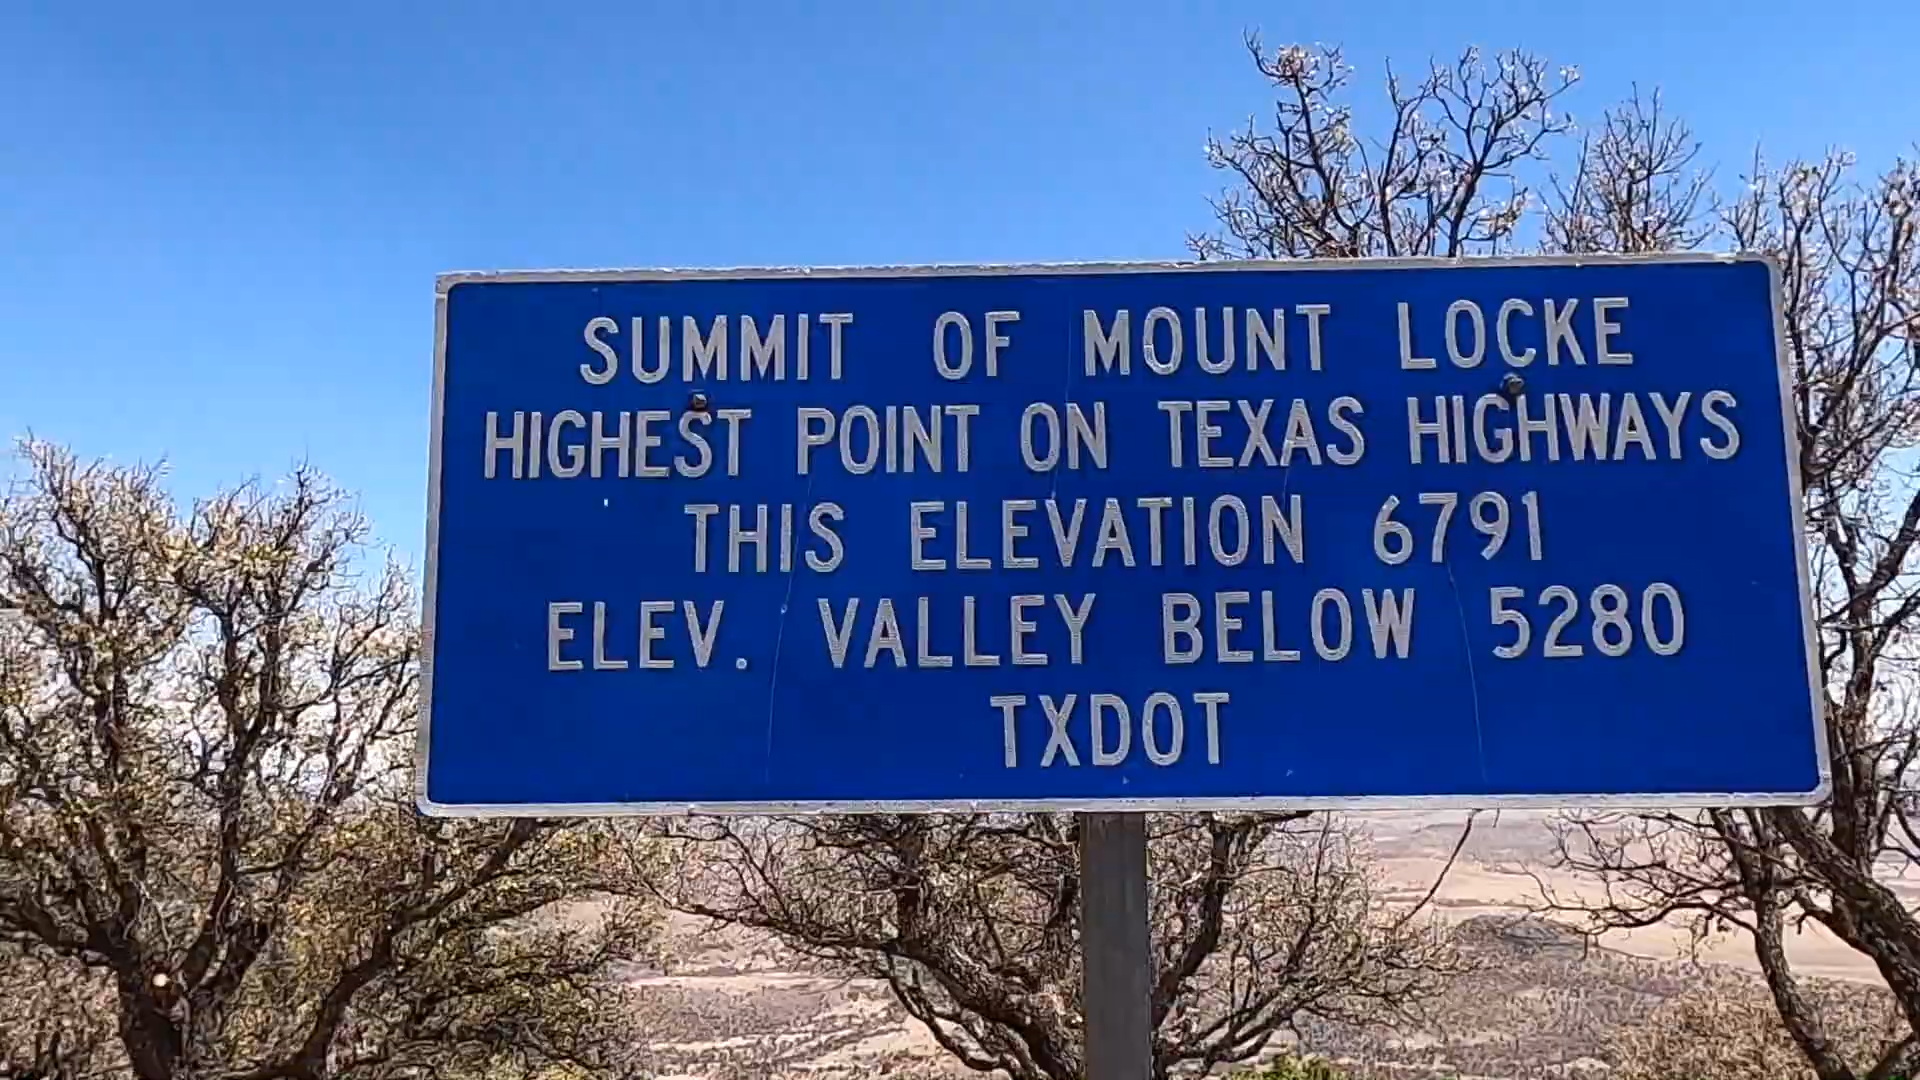 SUMMIT OF MOUNT LOCKE
HIGHEST POINT ON TEXAS HIGHWAYS
THIS ELEVATION 6791
ELEV. VALLEY BELOW 5280
TXDOT